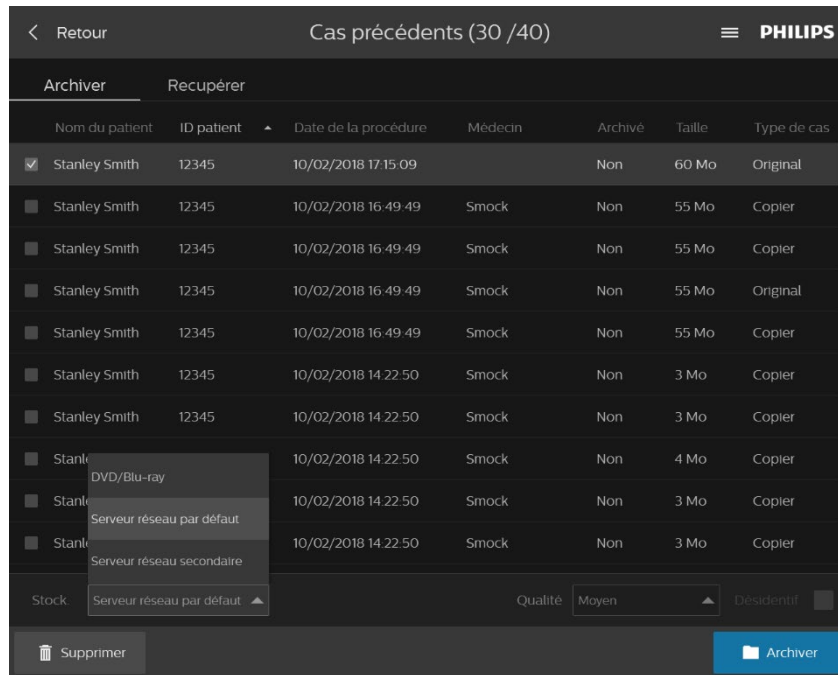 Retour
Cas précédents (30 /40)
PHILIPS
Archiver Recupérer
Nom du patient ID patient Date de la procédure Médecin Archivé Taille Type de cas
Stanley Smith 12345 10/02/2018 17:15:09 Non 60 Mo Original
Stanley Smith 12345 10/02/2018 16:49:49 Smock Non 55 Mo Copier
Stanley Smith 12345 10/02/2018 16:49:49 Smock Non 55 Mo Copier
Stanley Smith 12345 10/02/2018 16:49:49 Smock Non 55 Mo Original
Stanley Smith 12345 10/02/2018 16:49:49 Smock Non 55 Mo Copier
Stanley Smith 12345 10/02/2018 14:22:50 Smock Non 3 Mo Copier
Stanley Smith 12345 10/02/2018 14:22:50 Smock Non 3 Mo Copier
Stanl 10/02/2018 14:22:50 Smock Non 4 Mo Copier
DVD/Blu-ray
Stanl 10/02/2018 14:22:50 Smock Non 3 Mo Copier
Serveur réseau par défaut
Stanl 10/02/2018 14:22:50 Smock Non 3 Mo Copier
Serveur réseau secondaire
Stock Serveur réseau par défaut Qualité Moyen Désidentif
Supprimer Archiver